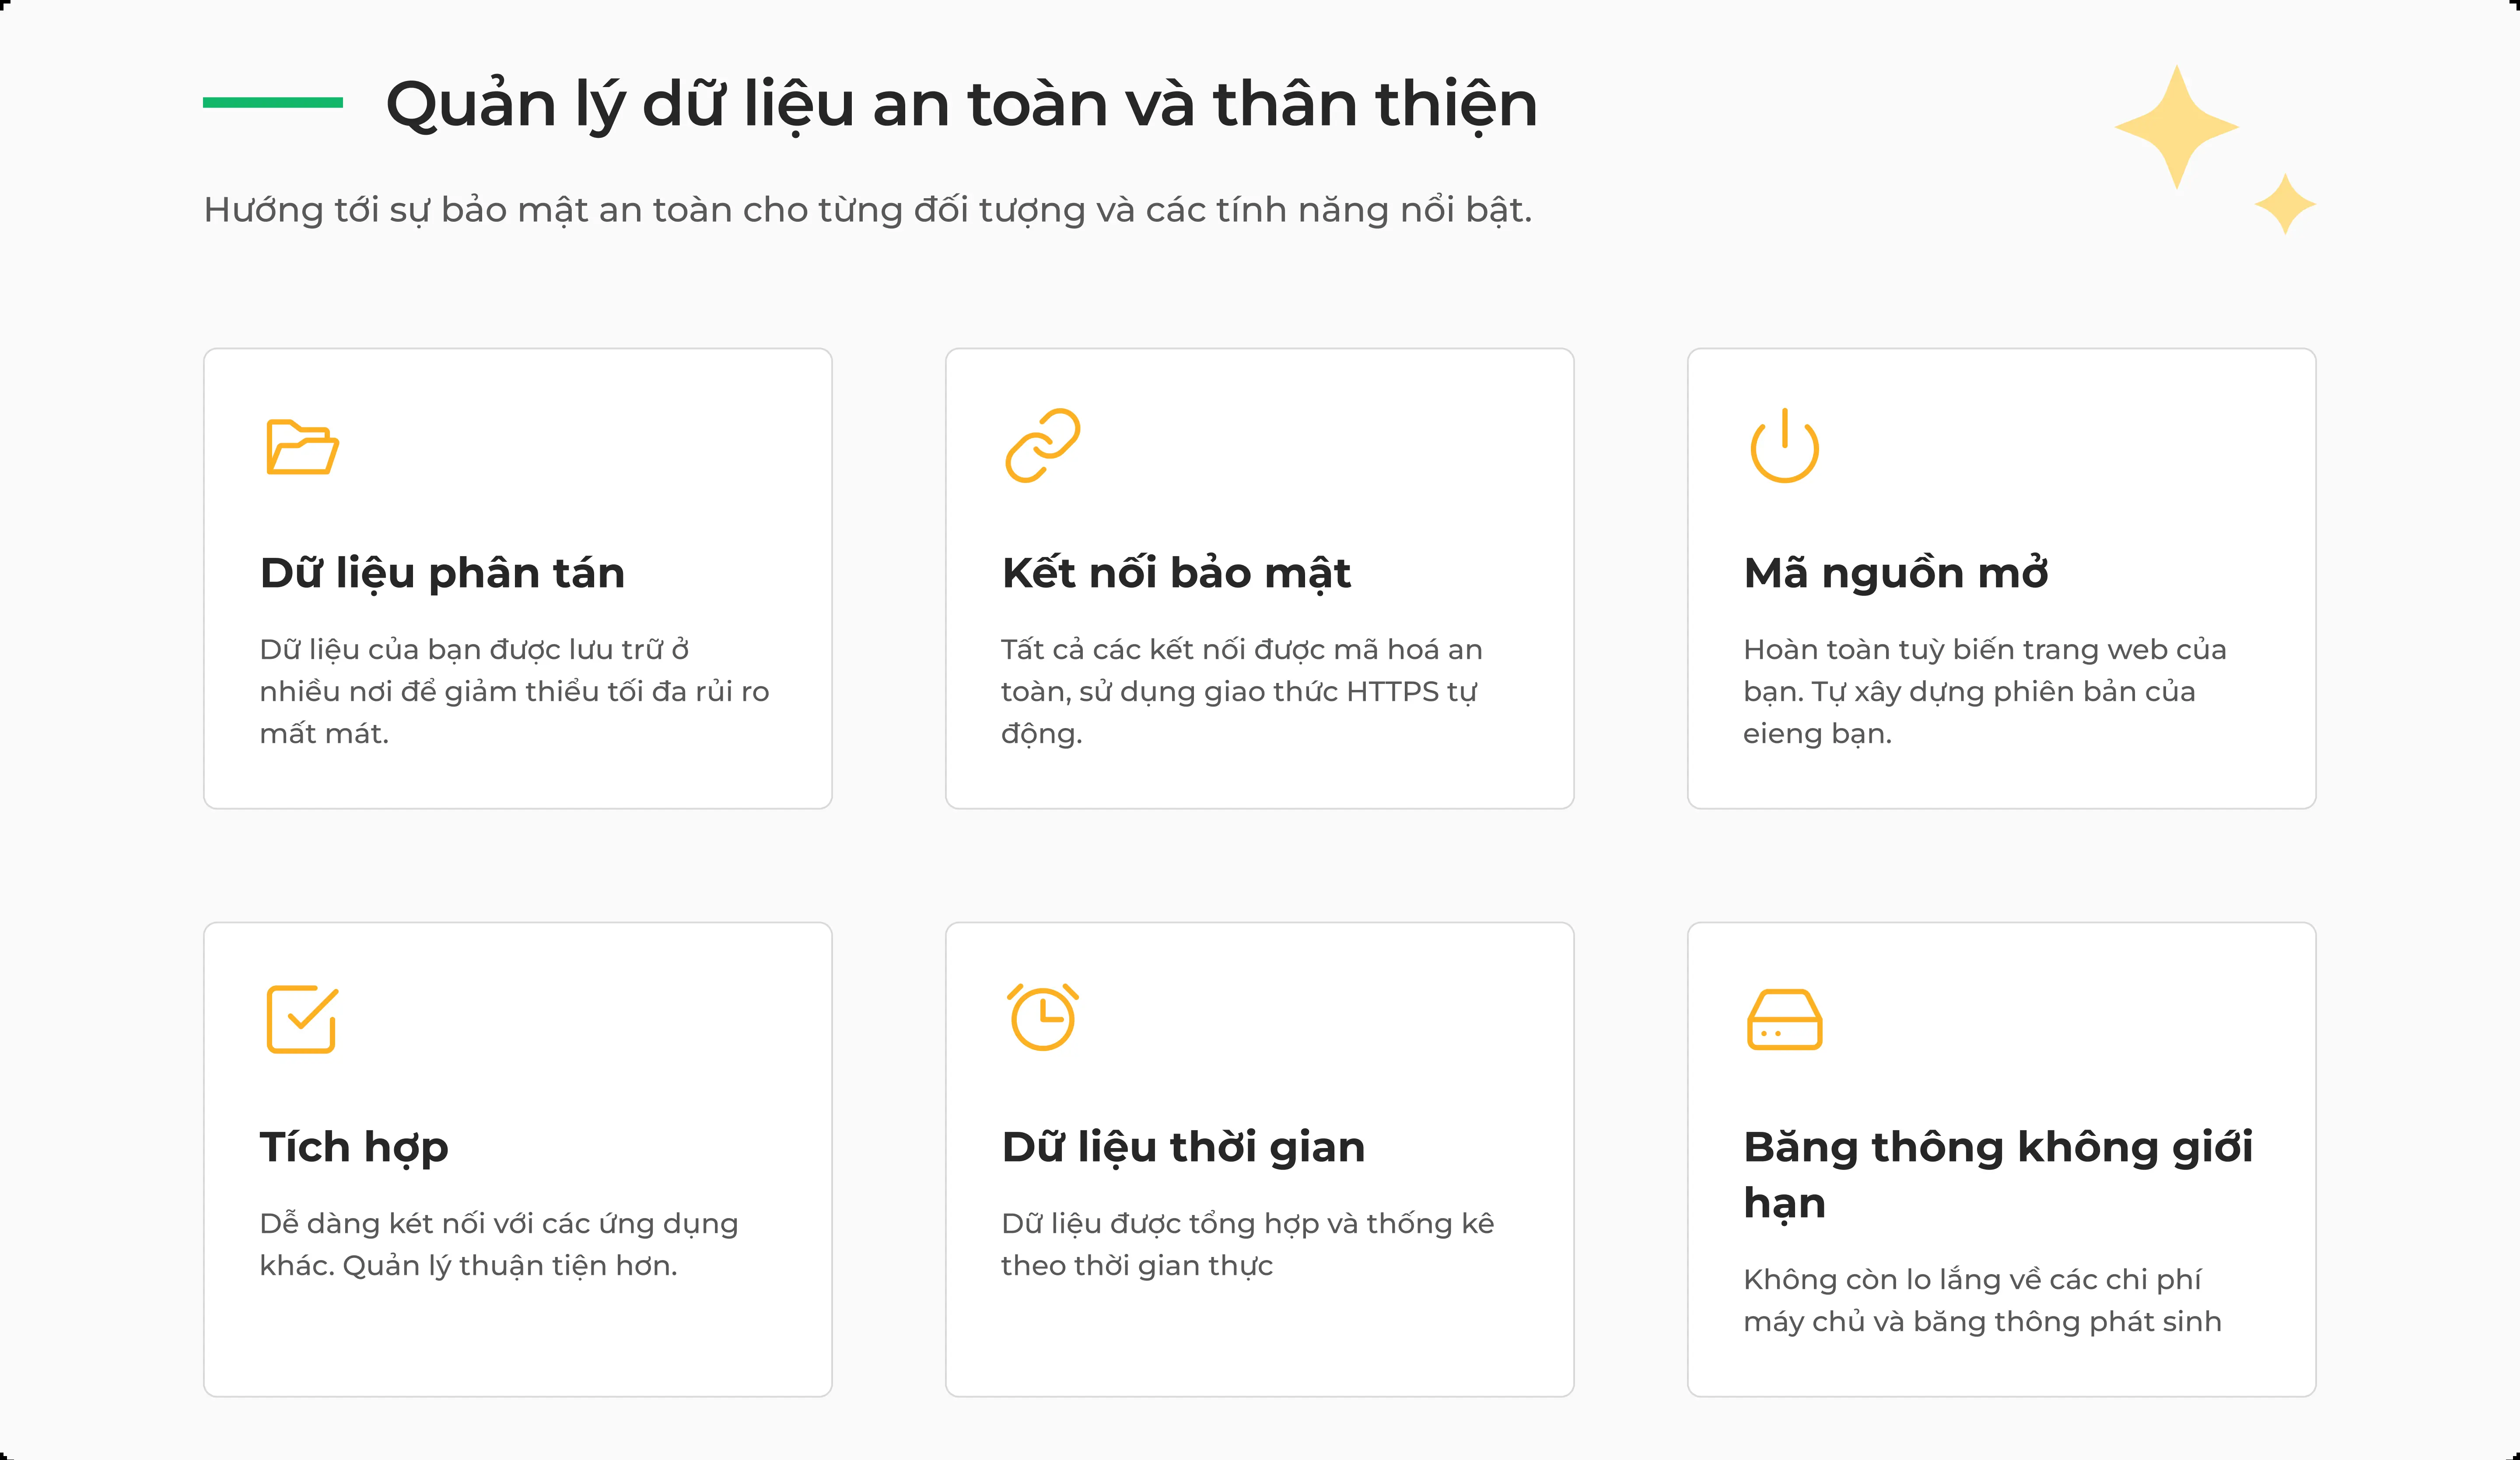 Quản lý dữ liệu an toàn và thân thiện
Hướng tới sự bảo mật an toàn cho từng đối tượng và các tính năng nổi bật.
Dữ liệu phân tán
Dữ liệu của bạn được lưu trữ ở
nhiều nơi để giảm thiểu tối đa rủi ro
mất mát.
Kết nối bảo mật
Tất cả các kết nối được mã hoá an
toàn, sử dụng giao thức HTTPS tự
động.
Mã nguồn mở
Hoàn toàn tuỳ biến trang web của
bạn. Tự xây dựng phiên bản của
eieng bạn.
Tích hợp
Dễ dàng két nối với các ứng dụng
khác. Quản lý thuận tiện hơn.
Dữ liệu thời gian
Dữ liệu được tổng hợp và thống kê
theo thời gian thực
Băng thông không giới
hạn
Không còn lo lắng về các chi phí
máy chủ và băng thông phát sinh